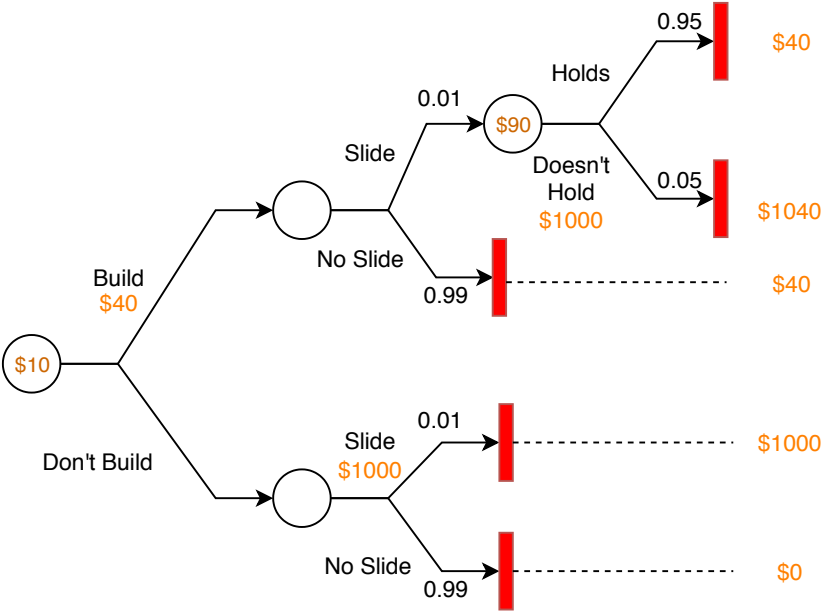 0.95
$40
Holds
0.01
$90
Slide
Doesn't
Hold
$1000
0.05
$1040
No Slide
0.99
$40
Build
$40
$10
Don't Build
0.01
Slide
$1000
$1000
No Slide
0.99
$0